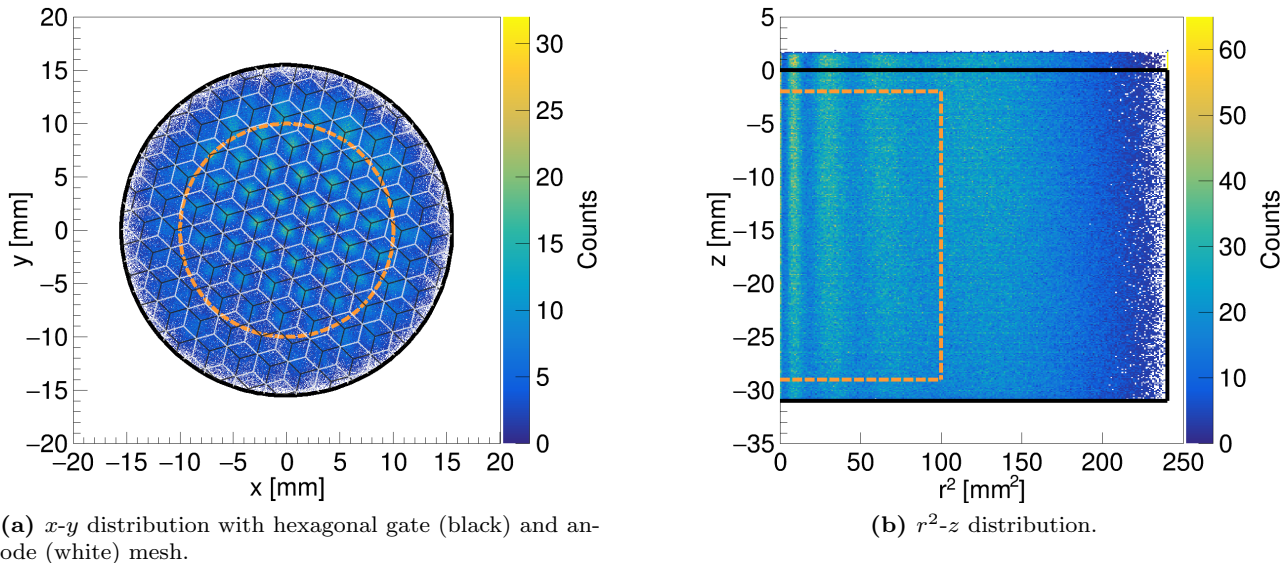 20
15
10
5
0
−5
−10
−15
−20
y [mm]
−20 −15 −10 −5 0 5 10 15 20
x [mm]
30
25
20
15
10
5
0
Counts
(a) x-y distribution with hexagonal gate (black) and an-
ode (white) mesh.
5
0
−5
−10
−15
−20
−25
−30
−35
z [mm]
0 50 100 150 200 250
r² [mm²]
60
50
40
30
20
10
0
Counts
(b) r²-z distribution.